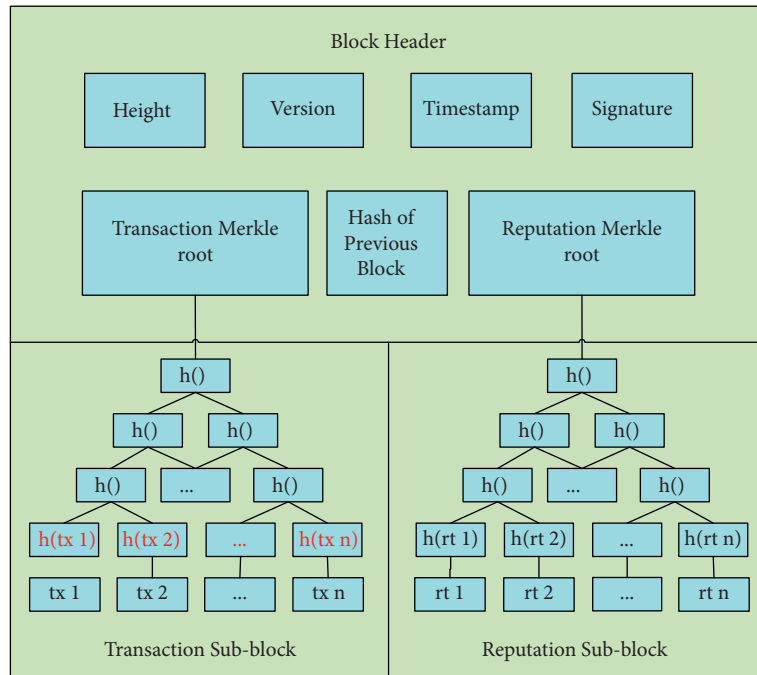 Block Header
Height
Version
Timestamp
Signature
Transaction Merkle
root
Hash of
Previous
Block
Reputation Merkle
root
h()
h()
h()
h()
...
h()
h(tx 1)
h(tx 2)
...
h(tx n)
tx 1
tx 2
...
tx n
Transaction Sub-block
h()
h()
h()
h()
...
h()
h(rt 1)
h(rt 2)
...
h(rt n)
rt 1
rt 2
...
rt n
Reputation Sub-block